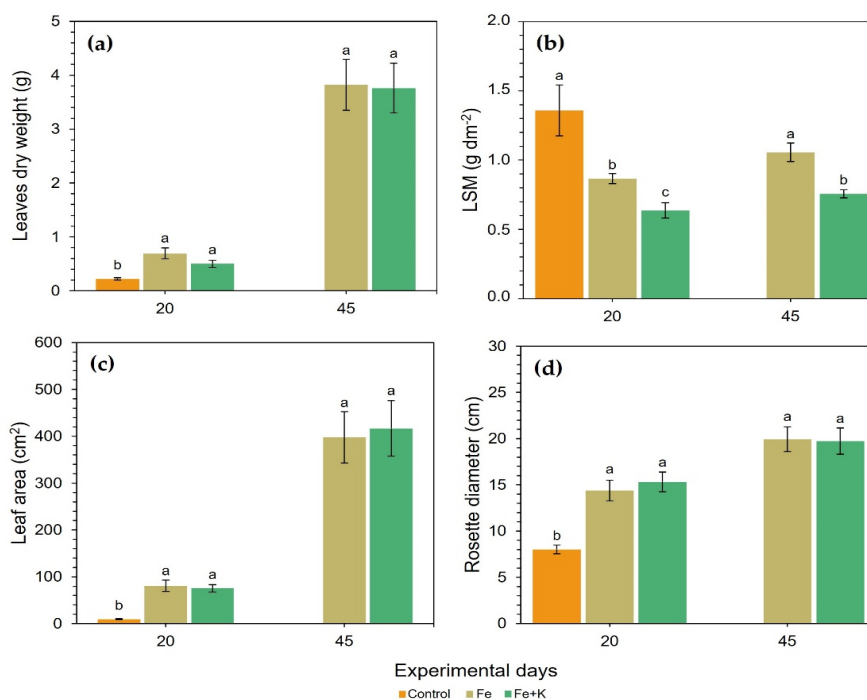 (a)
Leaves dry weight (g)
5
4
3
2
1
0
b
a
a
a
a
20
45
(b)
LSM (g dm-2)
2.0
1.5
1.0
0.5
0.0
a
b
c
a
b
20
45
(c)
Leaf area (cm2)
600
500
400
300
200
100
0
b
a
a
a
a
20
45
(d)
Rosette diameter (cm)
30
25
20
15
10
5
0
b
a
a
a
a
20
45
Experimental days
Control Fe Fe+K